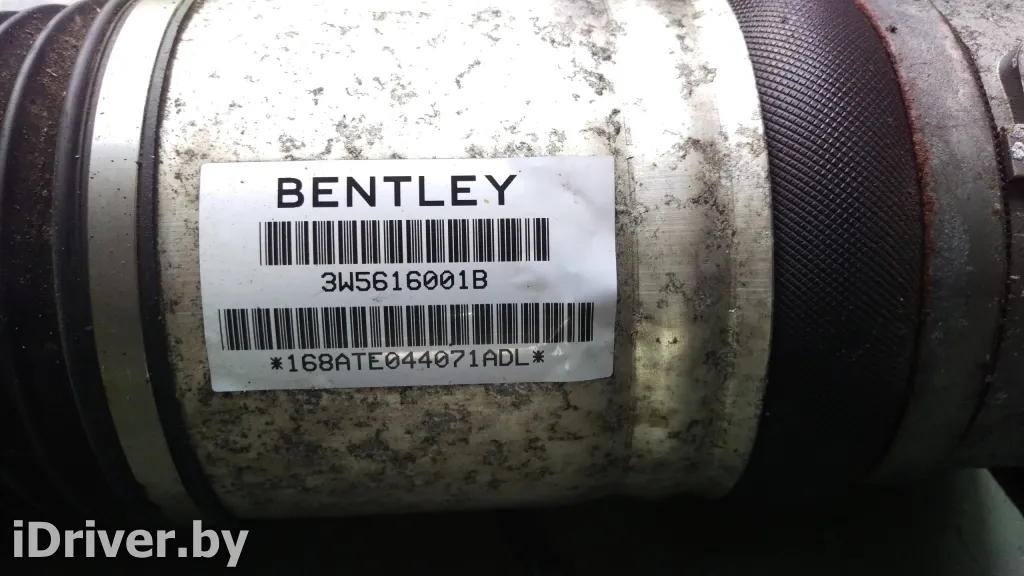 BENTLEY
3W5616001B
*168ATE044071ADL*
iDriver.by